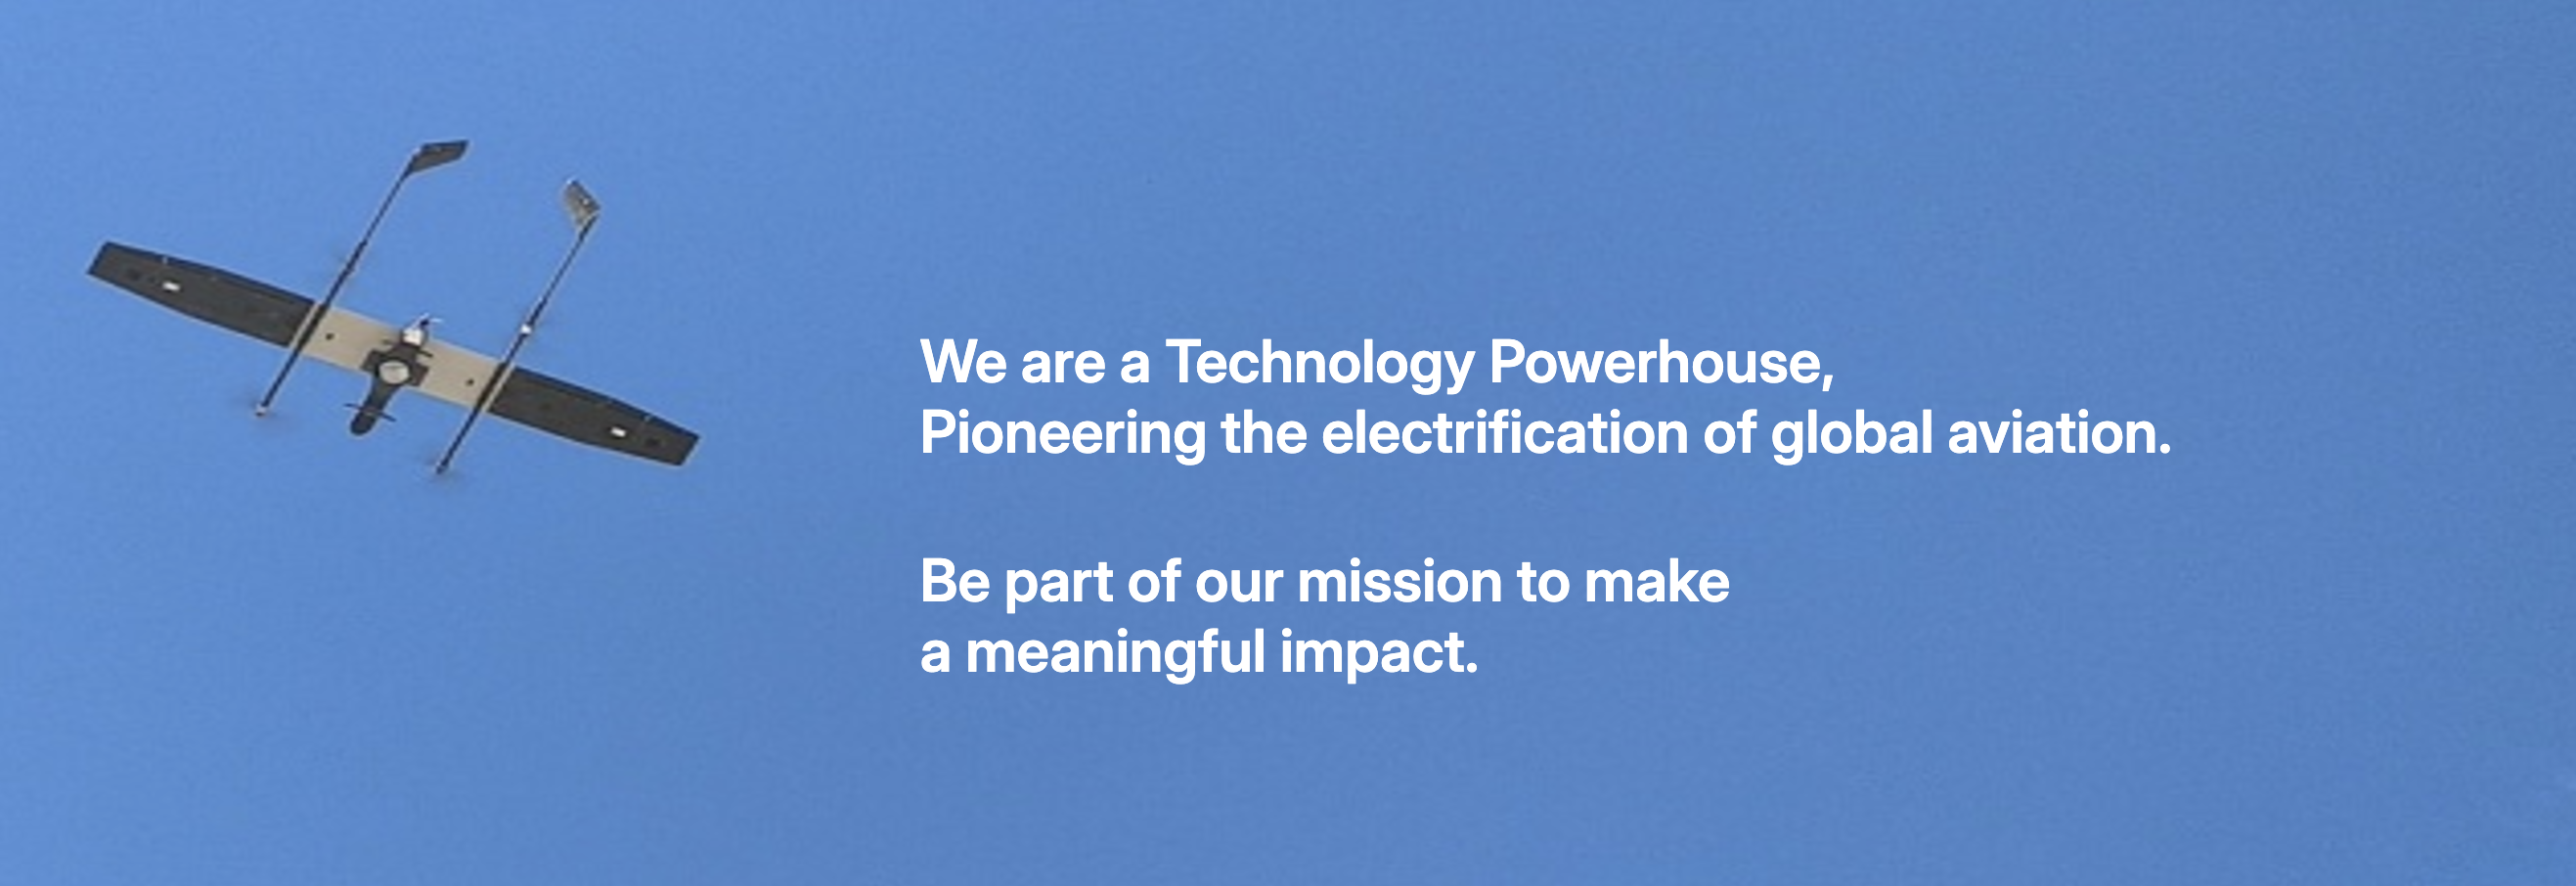 We are a Technology Powerhouse,
Pioneering the electrification of global aviation.
Be part of our mission to make
a meaningful impact.